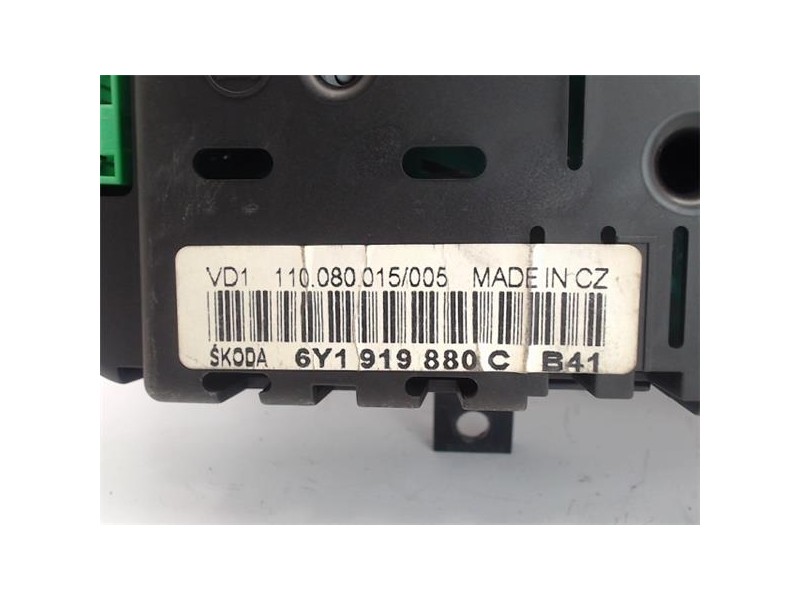 VD1 110.080.015/005 MADE IN CZ
ŠKODA 6Y1 919 880 C B41